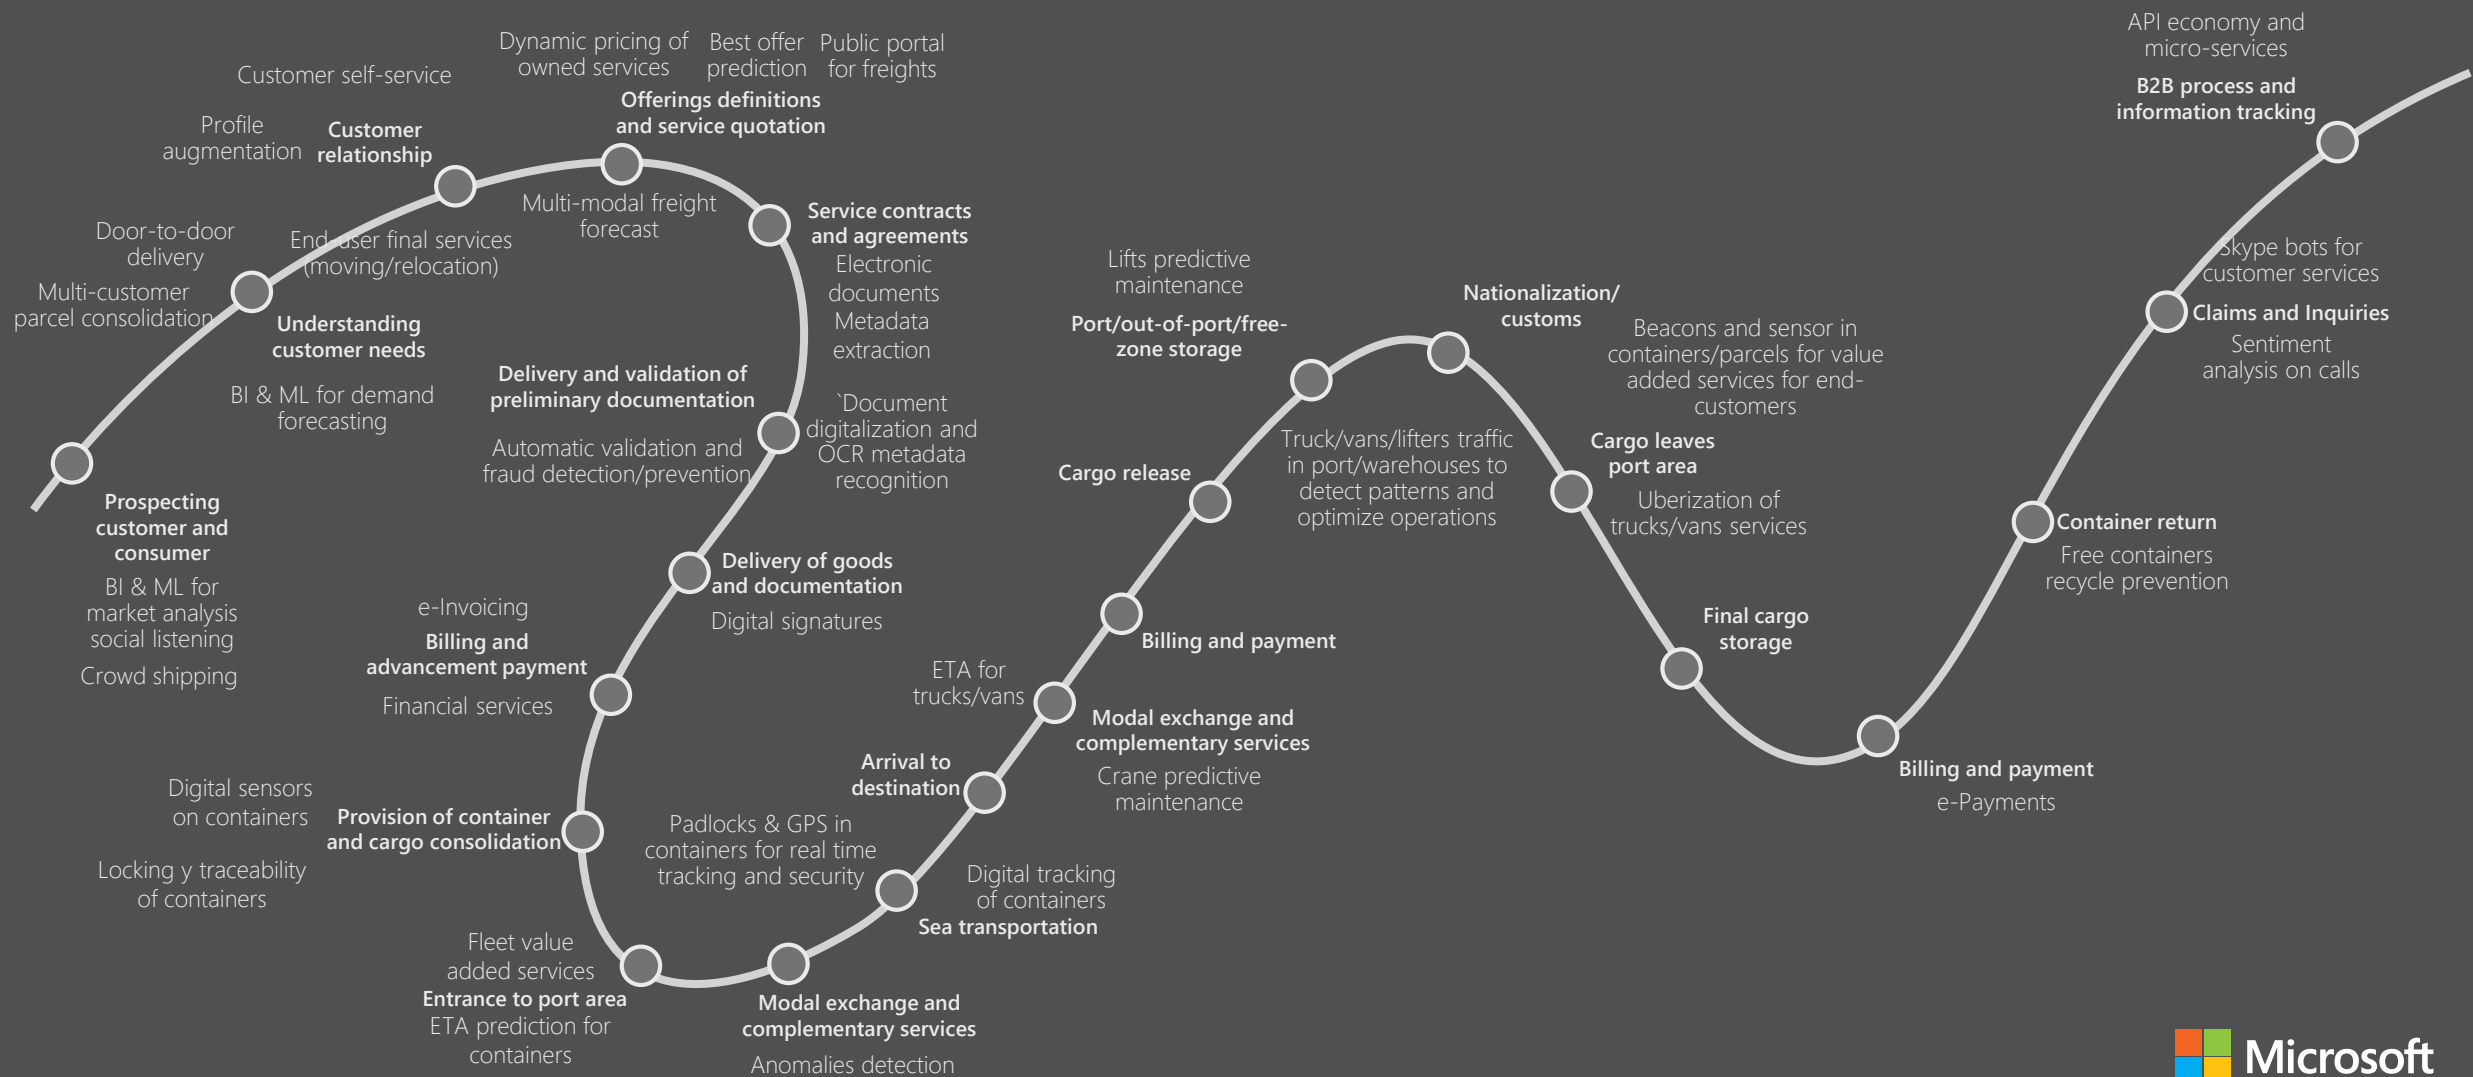 Prospecting
customer and
consumer
BI & ML for
market analysis
social listening
Crowd shipping
Door-to-door
delivery
Multi-customer
parcel consolidation
Understanding
customer needs
BI & ML for demand
forecasting
End-user final services
(moving/relocation)
Customer self-service
Profile
augmentation
Customer
relationship
Dynamic pricing of
owned services
Best offer
prediction
Public portal
for freights
Offerings definitions
and service quotation
Multi-modal freight
forecast
Service contracts
and agreements
Electronic
documents
Metadata
extraction
Delivery and validation of
preliminary documentation
Automatic validation and
fraud detection/prevention
`Document
digitalization and
OCR metadata
recognition
Delivery of goods
and documentation
Digital signatures
e-Invoicing
Billing and
advancement payment
Financial services
Digital sensors
on containers
Provision of container
and cargo consolidation
Locking y traceability
of containers
Fleet value
added services
Entrance to port area
ETA prediction for
containers
Modal exchange and
complementary services
Anomalies detection
Padlocks & GPS in
containers for real time
tracking and security
Digital tracking
of containers
Sea transportation
Arrival to
destination
ETA for
trucks/vans
Modal exchange and
complementary services
Crane predictive
maintenance
Billing and payment
Cargo release
Lifts predictive
maintenance
Port/out-of-port/free-
zone storage
Truck/vans/lifters traffic
in port/warehouses to
detect patterns and
optimize operations
Nationalization/
customs
Beacons and sensor in
containers/parcels for value
added services for end-
customers
Cargo leaves
port area
Uberization of
trucks/vans services
Final cargo
storage
Billing and payment
e-Payments
Container return
Free containers
recycle prevention
Skype bots for
customer services
Claims and Inquiries
Sentiment
analysis on calls
API economy and
micro-services
B2B process and
information tracking
Microsoft